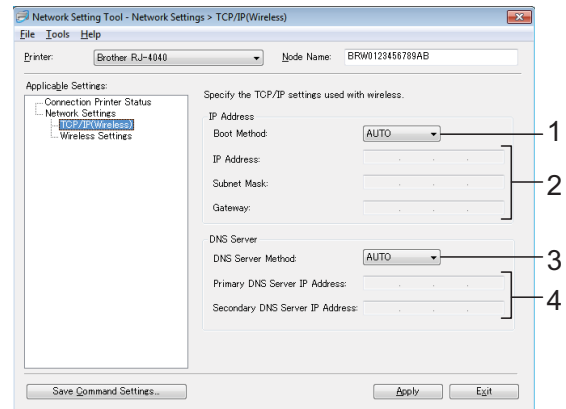 Network Setting Tool - Network Settings > TCP/IP(Wireless)
File Tools Help
Printer: Brother RJ-4040 Node Name: BRW0123456789AB
Applicable Settings:
Connection Printer Status
Network Settings
TCP/IP(Wireless)
Wireless Settings
Specify the TCP/IP settings used with wireless.
IP Address
Boot Method: AUTO 1
IP Address:
Subnet Mask: 2
Gateway:
DNS Server
DNS Server Method: AUTO 3
Primary DNS Server IP Address:
4
Secondary DNS Server IP Address:
Save Command Settings... Apply Exit